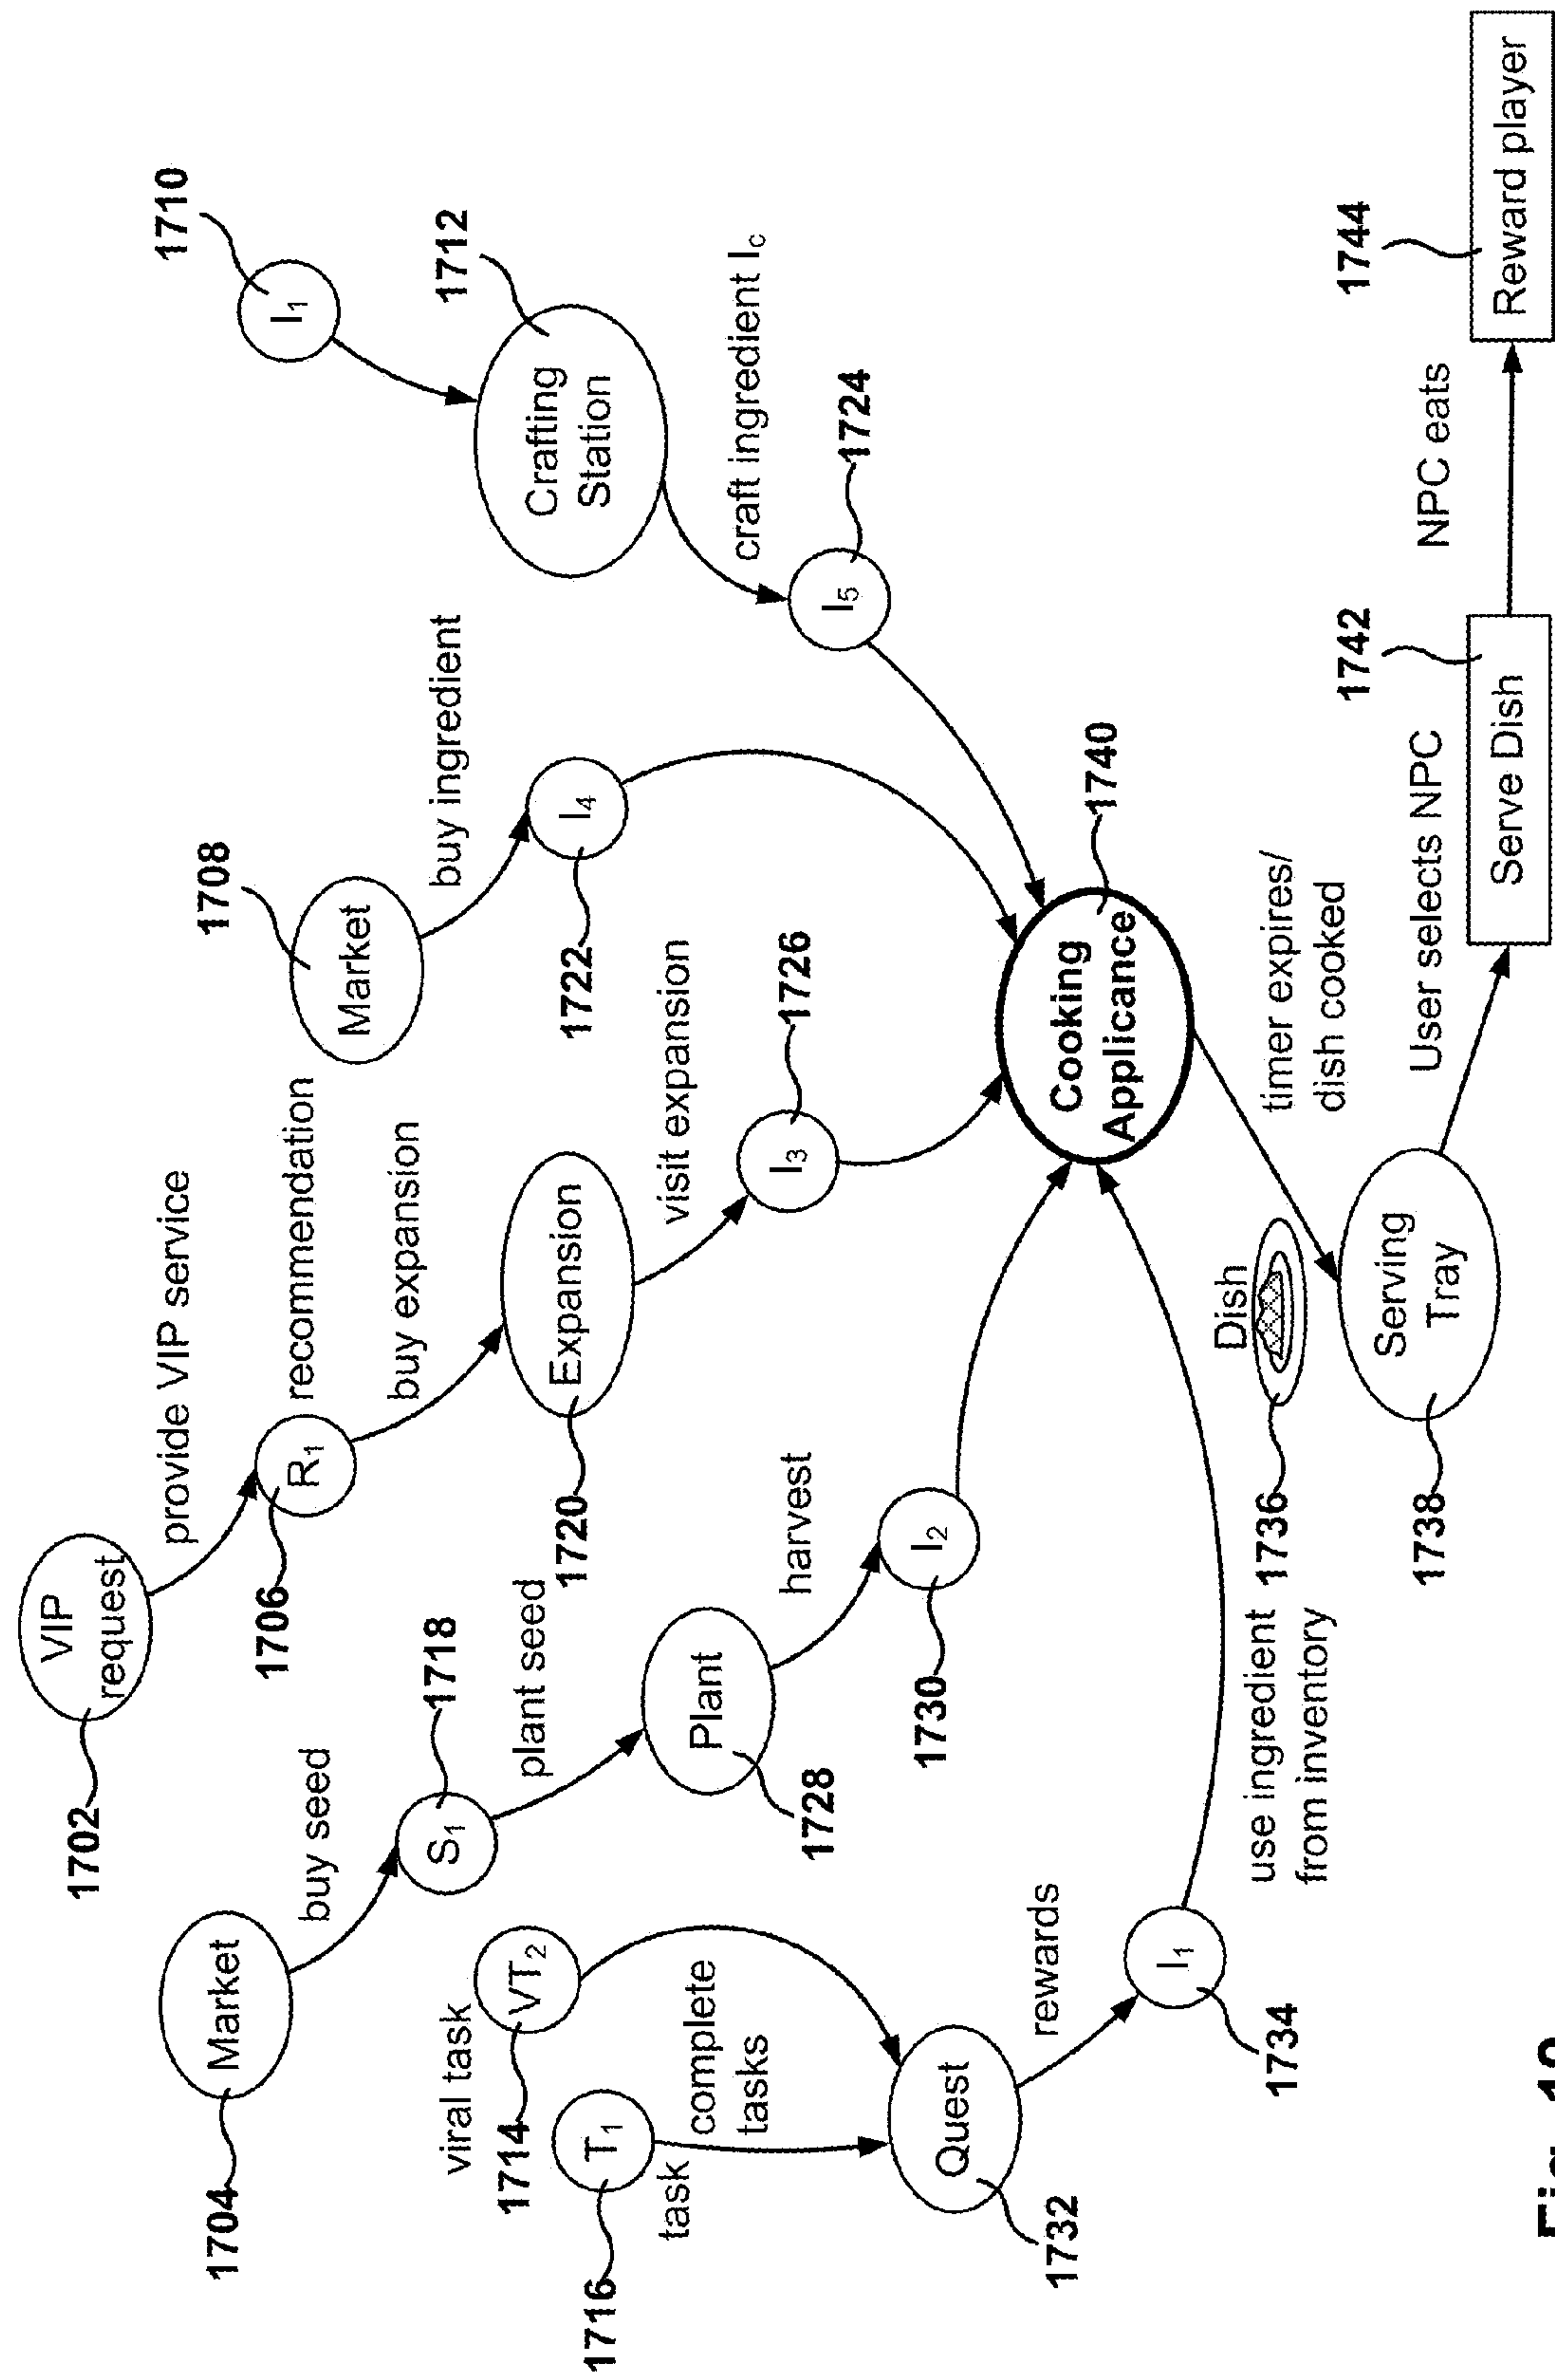 VIP
request
1702
provide VIP service
R1
1706
recommendation
buy expansion
Expansion
1720
visit expansion
I3
1726
Market
1704
buy seed
S1
1718
plant seed
Plant
1728
harvest
I2
1730
viral task
VT2
1714
T1
1716
task
complete
tasks
Quest
1732
rewards
I1
1734
use ingredient
from inventory
Market
1708
buy ingredient
I4
1722
I1
1710
Crafting
Station
1712
craft ingredient Ic
I5
1724
Cooking
Applicance
1740
timer expires/
dish cooked
Dish
1736
Serving
Tray
1738
User selects NPC
Serve Dish
1742
NPC eats
Reward player
1744